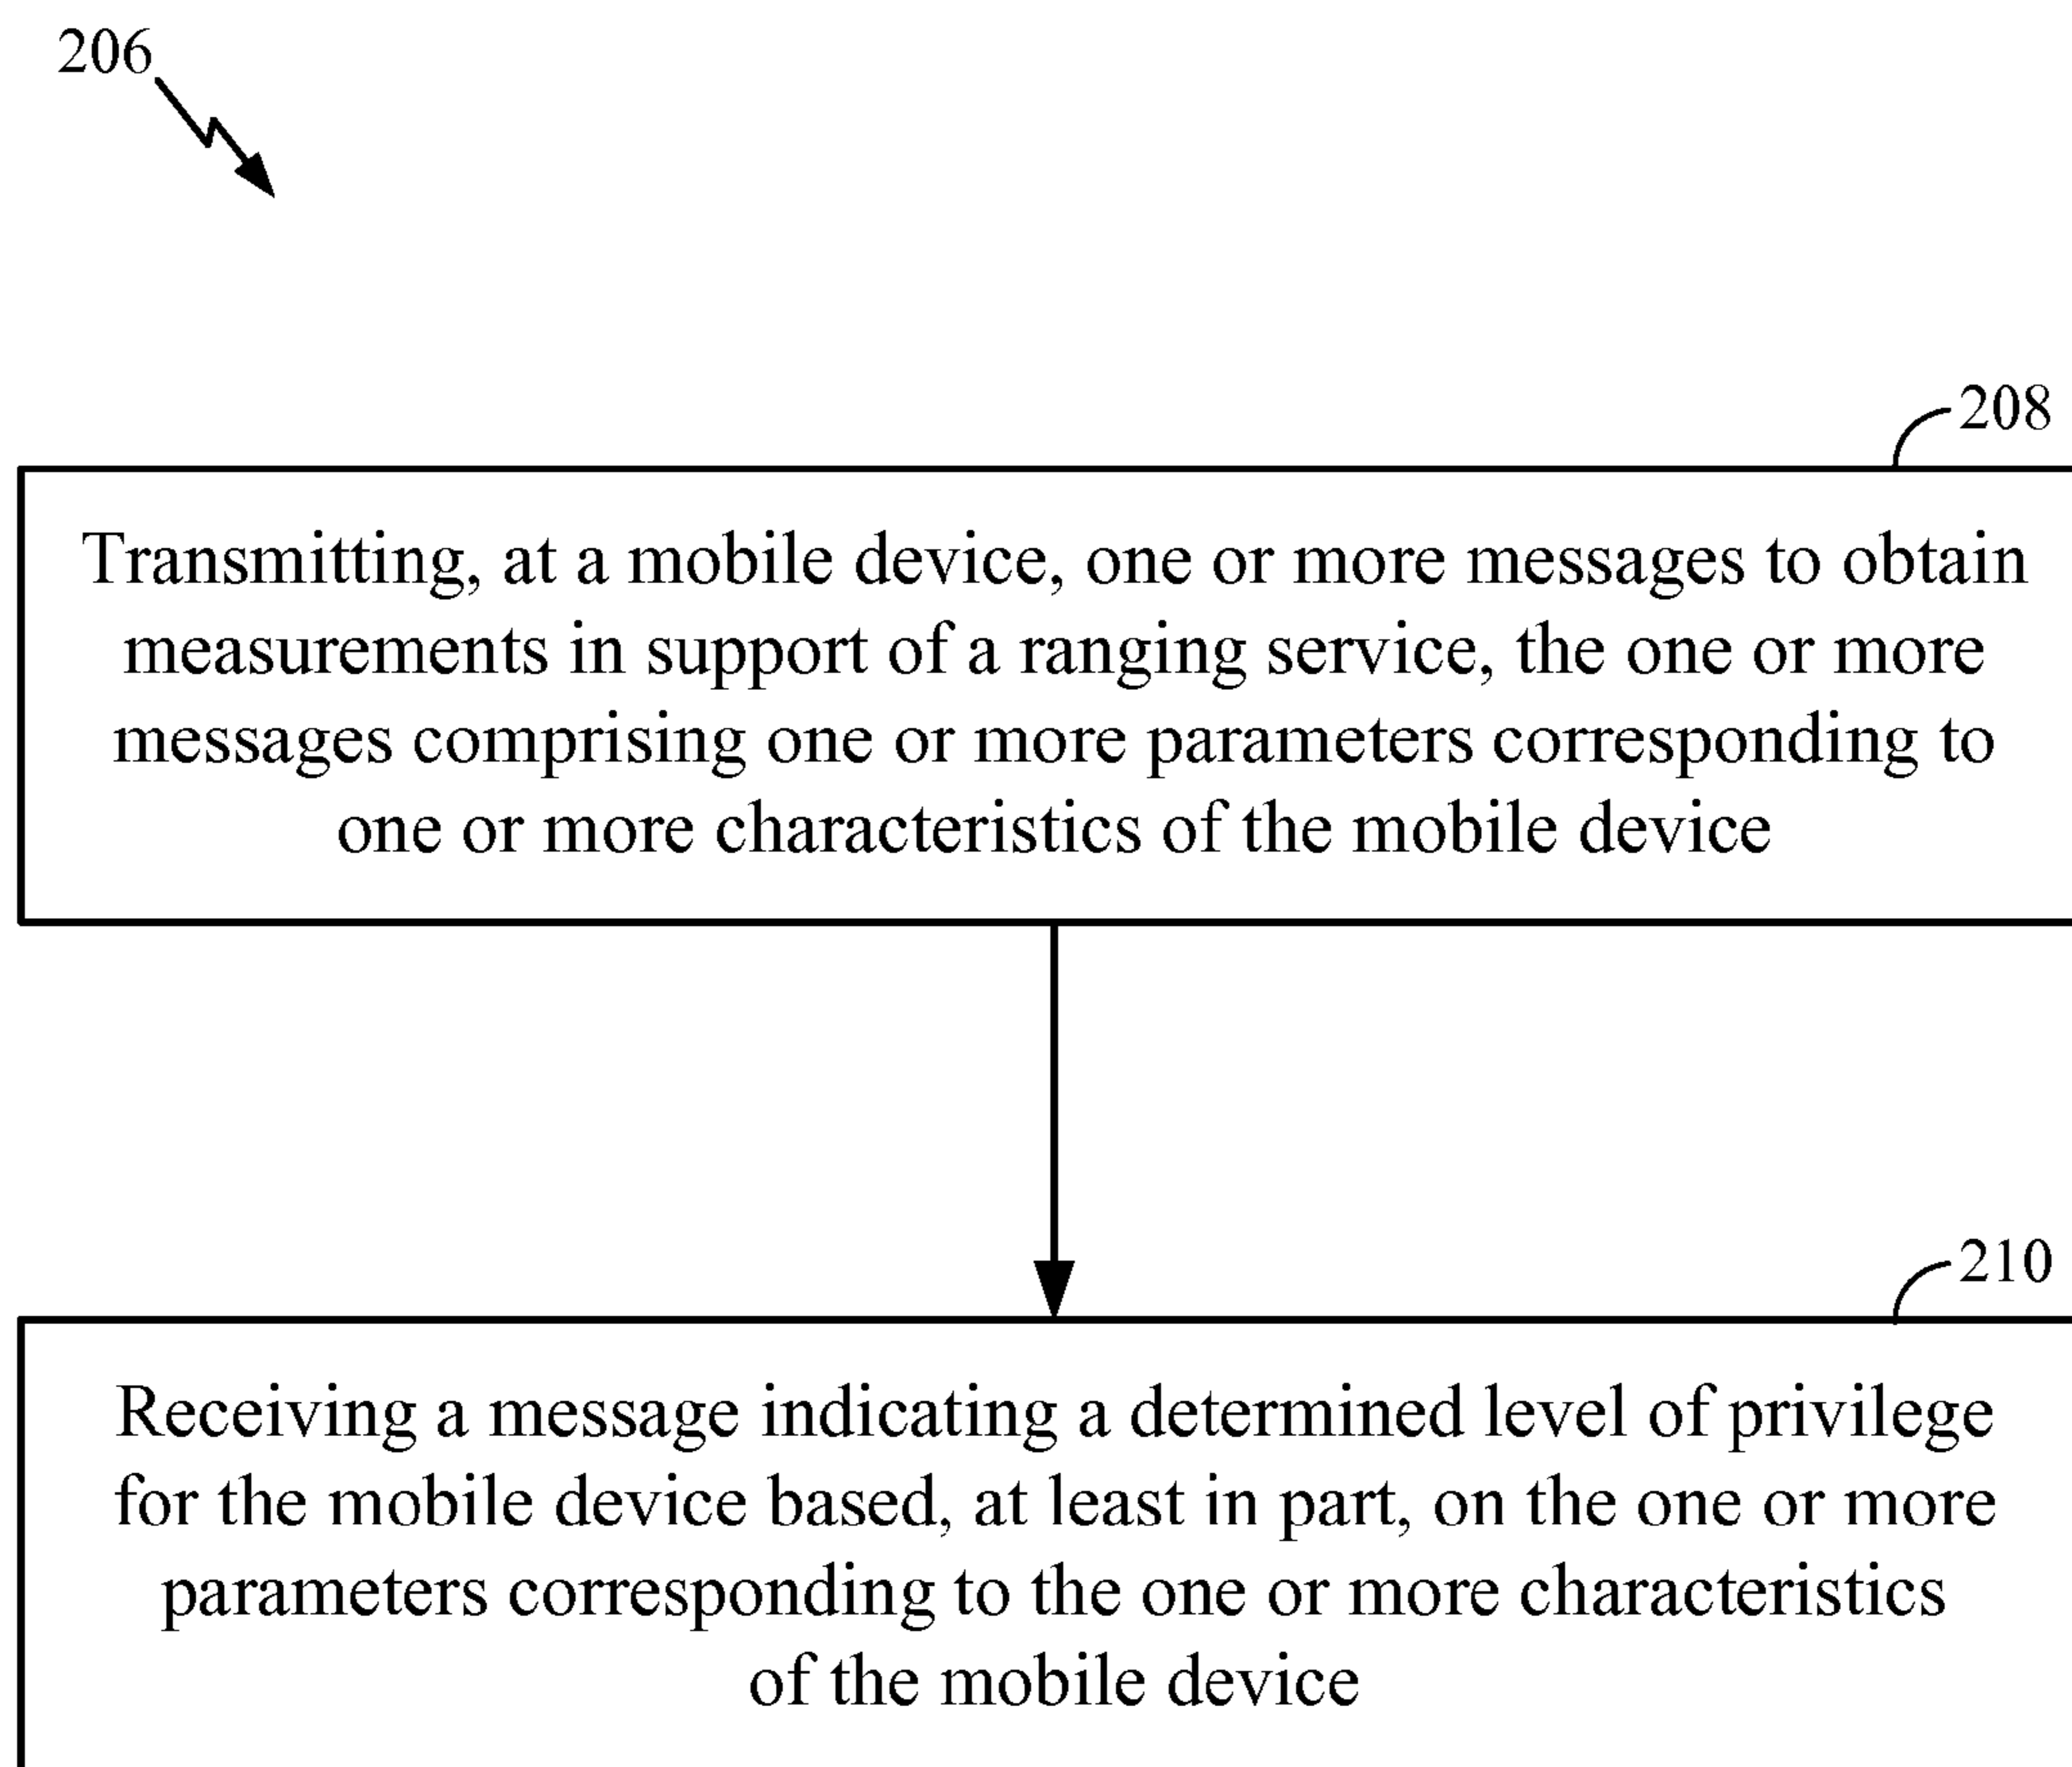 206
208
Transmitting, at a mobile device, one or more messages to obtain
measurements in support of a ranging service, the one or more
messages comprising one or more parameters corresponding to
one or more characteristics of the mobile device
210
Receiving a message indicating a determined level of privilege
for the mobile device based, at least in part, on the one or more
parameters corresponding to the one or more characteristics
of the mobile device